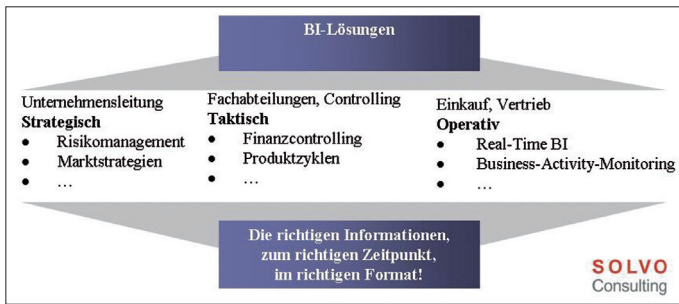 BI-Lösungen
Unternehmensleitung
Strategisch
● Risikomanagement
● Marktstrategien
● …
Fachabteilungen, Controlling
Taktisch
● Finanzcontrolling
● Produktzyklen
● …
Einkauf, Vertrieb
Operativ
● Real-Time BI
● Business-Activity-Monitoring
● …
Die richtigen Informationen,
zum richtigen Zeitpunkt,
im richtigen Format!
SOLVO
Consulting